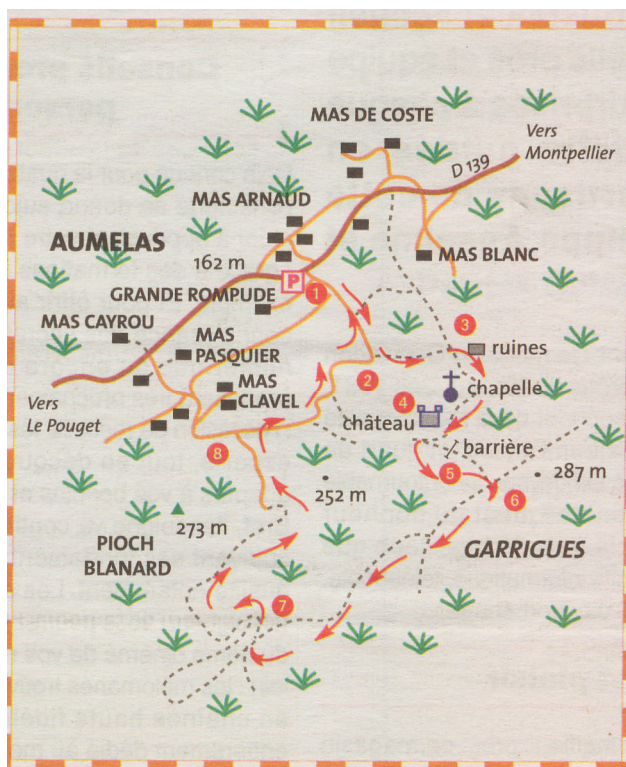 MAS DE COSTE
Vers
Montpellier
D 139
MAS ARNAUD
AUMELAS
162 m
MAS BLANC
P
GRANDE ROMPUDE
1
MAS CAYROU
3
MAS
PASQUIER
ruines
2
MAS
CLAVEL
chapelle
4
Vers
Le Pouget
château
barrière
8
5
287 m
252 m
6
273 m
PIOCH
BLANARD
GARRIGUES
7